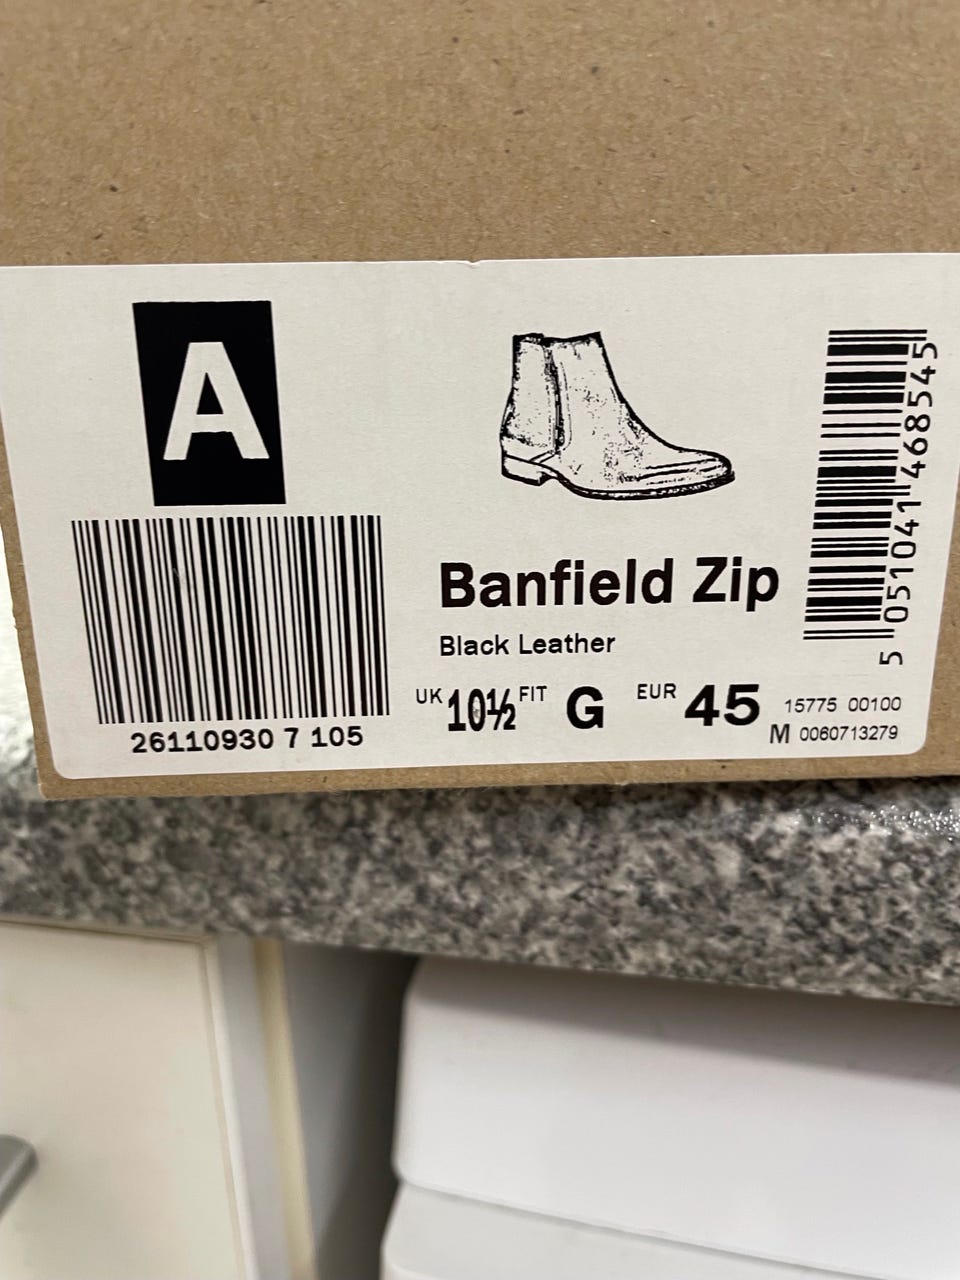 A
26110930 7 105
Banfield Zip
Black Leather
UK 10½ FIT G EUR 45
15775 00100
M 0060713279
5 051041 468545